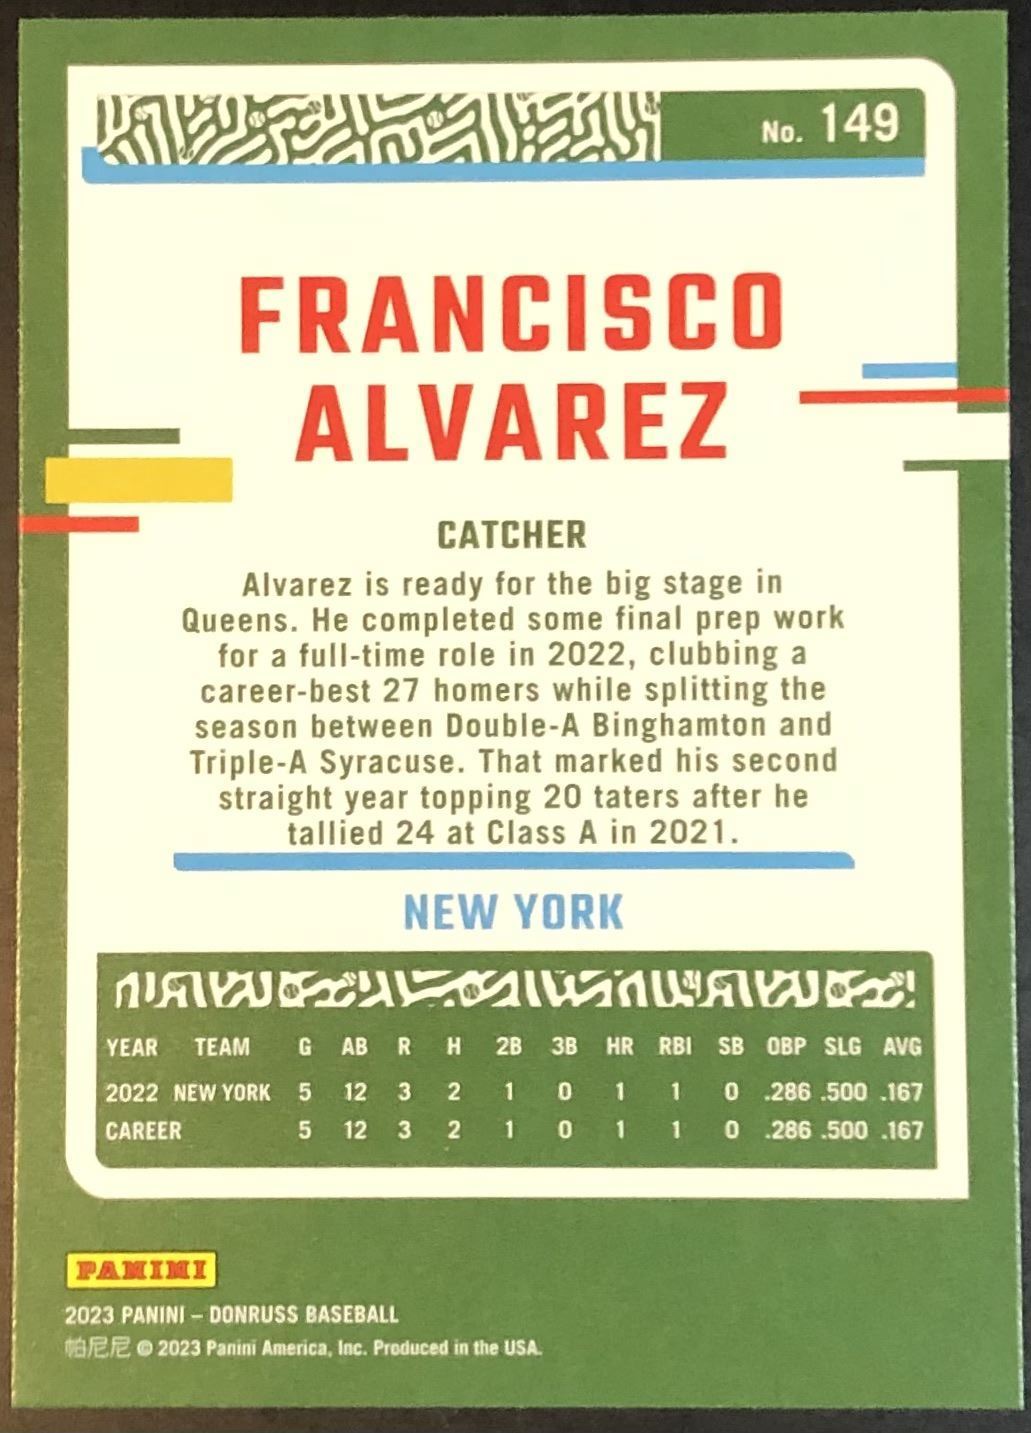 No. 149
FRANCISCO
ALVAREZ
CATCHER
Alvarez is ready for the big stage in
Queens. He completed some final prep work
for a full-time role in 2022, clubbing a
career-best 27 homers while splitting the
season between Double-A Binghamton and
Triple-A Syracuse. That marked his second
straight year topping 20 taters after he
tallied 24 at Class A in 2021.
NEW YORK
YEAR TEAM G AB R H 2B 3B HR RBI SB OBP SLG AVG
2022 NEW YORK 5 12 3 2 1 0 1 1 0 .286 .500 .167
CAREER 5 12 3 2 1 0 1 1 0 .286 .500 .167
PANINI
2023 PANINI – DONRUSS BASEBALL
帕尼尼 © 2023 Panini America, Inc. Produced in the USA.